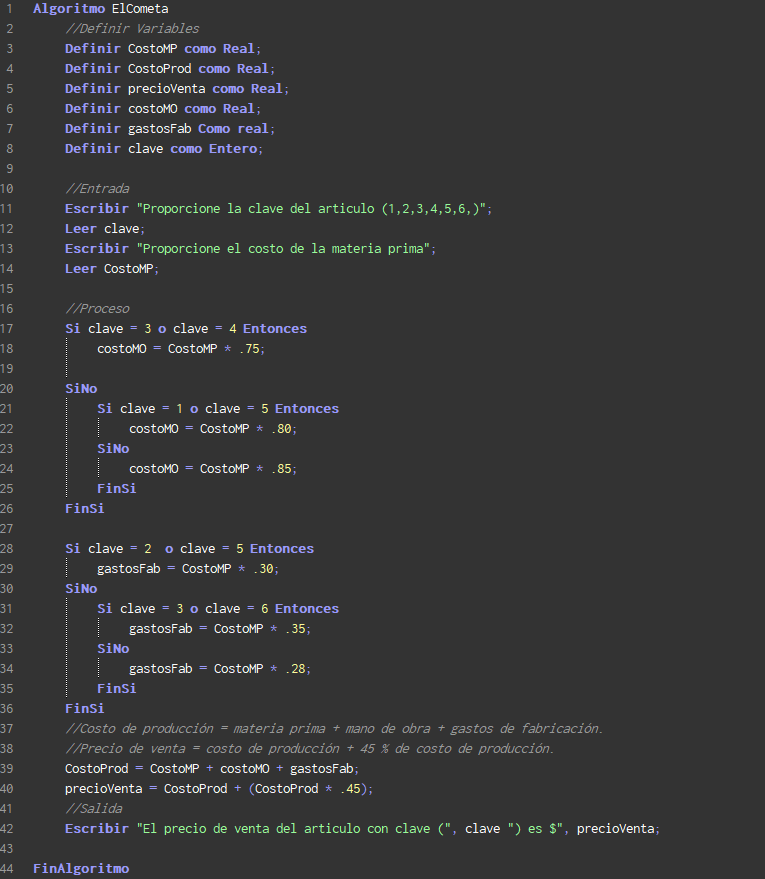 1 Algoritmo ElCometa
2 //Definir Variables
3 Definir CostoMP como Real;
4 Definir CostoProd como Real;
5 Definir precioVenta como Real;
6 Definir costoMO como Real;
7 Definir gastosFab Como real;
8 Definir clave como Entero;
9
10 //Entrada
11 Escribir "Proporcione la clave del articulo (1,2,3,4,5,6,)";
12 Leer clave;
13 Escribir "Proporcione el costo de la materia prima";
14 Leer CostoMP;
15
16 //Proceso
17 Si clave = 3 o clave = 4 Entonces
18 costoMO = CostoMP * .75;
19
20 SiNo
21 Si clave = 1 o clave = 5 Entonces
22 costoMO = CostoMP * .80;
23 SiNo
24 costoMO = CostoMP * .85;
25 FinSi
26 FinSi
27
28 Si clave = 2  o clave = 5 Entonces
29 gastosFab = CostoMP * .30;
30 SiNo
31 Si clave = 3 o clave = 6 Entonces
32 gastosFab = CostoMP * .35;
33 SiNo
34 gastosFab = CostoMP * .28;
35 FinSi
36 FinSi
37 //Costo de producción = materia prima + mano de obra + gastos de fabricación.
38 //Precio de venta = costo de producción + 45 % de costo de producción.
39 CostoProd = CostoMP + costoMO + gastosFab;
40 precioVenta = CostoProd + (CostoProd * .45);
41 //Salida
42 Escribir "El precio de venta del articulo con clave (", clave ") es $", precioVenta;
43
44 FinAlgoritmo